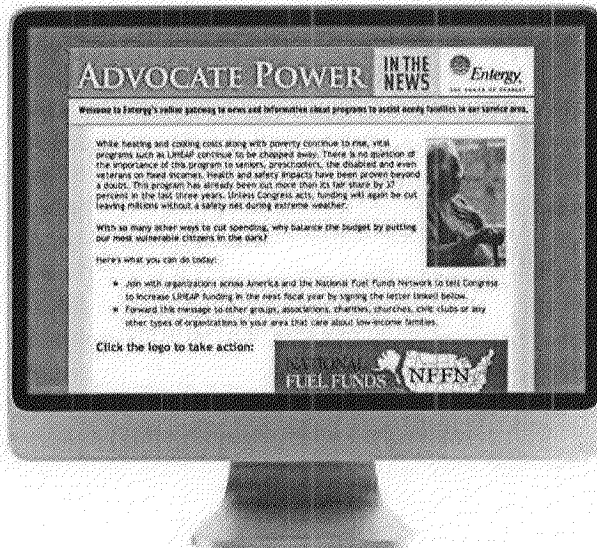 ADVOCATE POWER
IN THE
NEWS
Entergy
THE POWER OF PEOPLE
Welcome to Entergy's online gateway to news and information about programs to assist needy families in our service area.
While heating and cooling costs along with poverty continue to rise, vital
programs such as LIHEAP continue to be chopped away. There is no question of
the importance of this program to seniors, preschoolers, the disabled and even
veterans on fixed incomes. Health and safety impacts have been proven beyond
a doubt. This program has already been cut more than its fair share by 37
percent in the last three years. Unless Congress acts, funding will again be cut
leaving millions without a safety net during extreme weather.
With so many other ways to cut spending, why balance the budget by putting
our most vulnerable citizens in the dark?
Here's what you can do today:
★ Join with organizations across America and the National Fuel Funds Network to tell Congress
to increase LIHEAP funding in the next fiscal year by signing the letter linked below.
★ Forward this message to other groups, associations, charities, churches, civic clubs or any
other types of organizations in your area that care about low-income families.
Click the logo to take action:
NATIONAL
FUEL FUNDS
NFFN